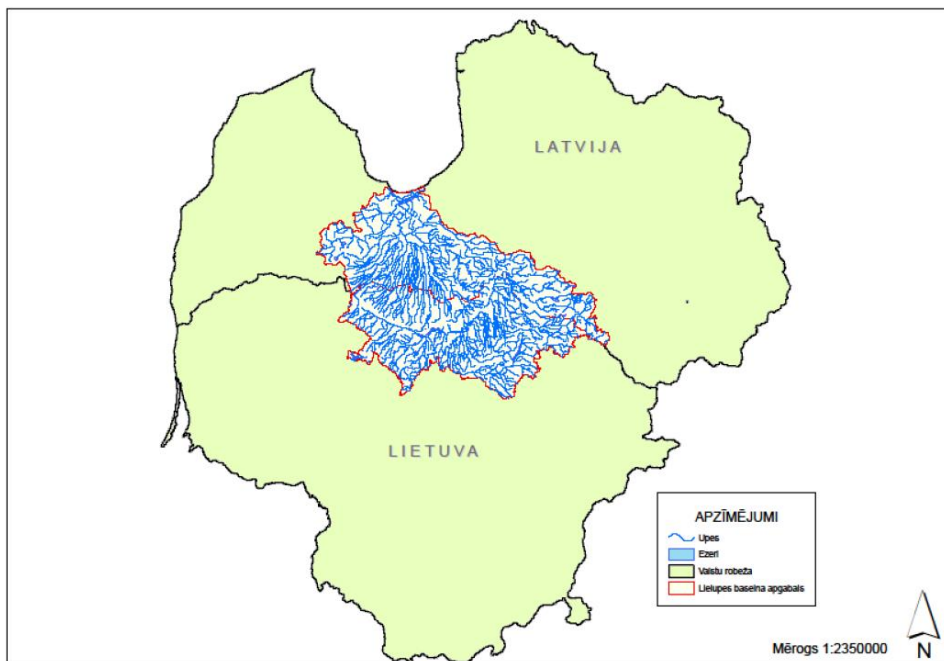 LATVIJA
LIETUVA
APZĪMĒJUMI
Upes
Ezeri
Valstu robeža
Lielupes baseina apgabals
Mērogs 1:2350000
N